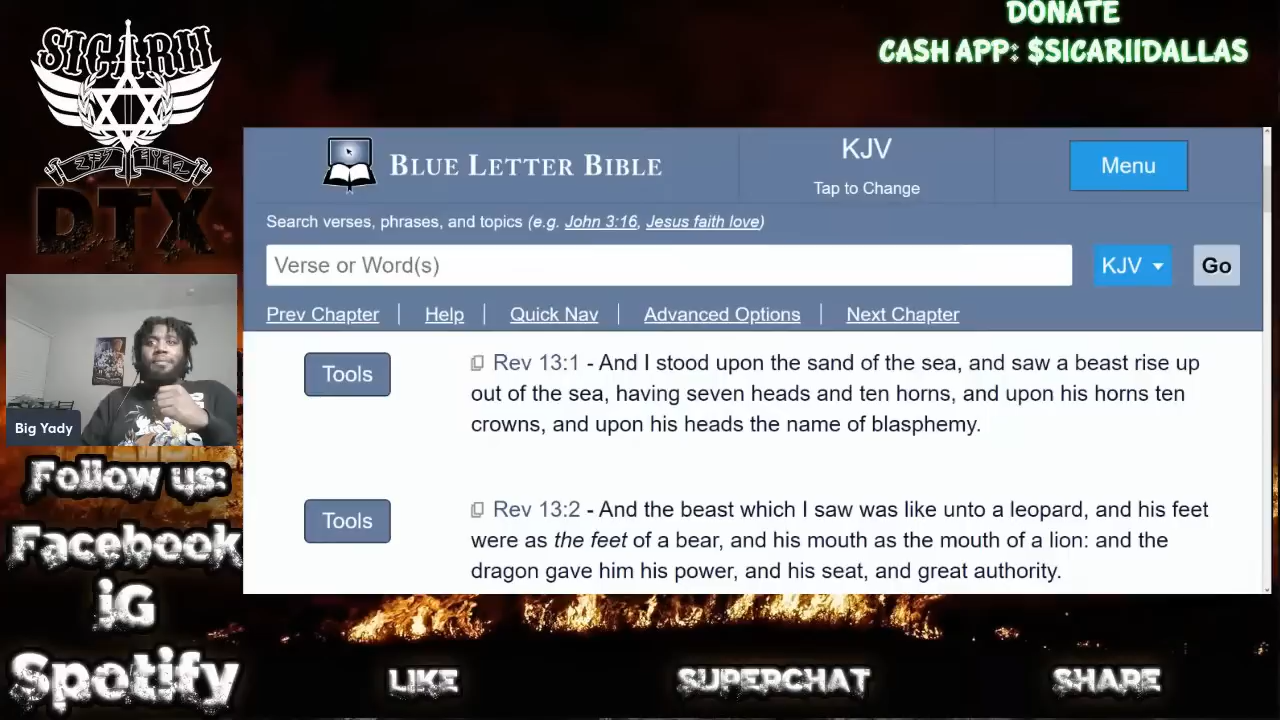 SICARII
DTX
DONATE
CASH APP: $SICARIIDALLAS
BLUE LETTER BIBLE
KJV
Tap to Change
Menu
Search verses, phrases, and topics (e.g. John 3:16, Jesus faith love)
Verse or Word(s)
KJV
Go
Prev Chapter
Help
Quick Nav
Advanced Options
Next Chapter
Tools
Rev 13:1 - And I stood upon the sand of the sea, and saw a beast rise up
out of the sea, having seven heads and ten horns, and upon his horns ten
crowns, and upon his heads the name of blasphemy.
Tools
Rev 13:2 - And the beast which I saw was like unto a leopard, and his feet
were as the feet of a bear, and his mouth as the mouth of a lion: and the
dragon gave him his power, and his seat, and great authority.
Big Yady
Follow us:
Facebook
iG
Spotify
LIKE
SUPERCHAT
SHARE